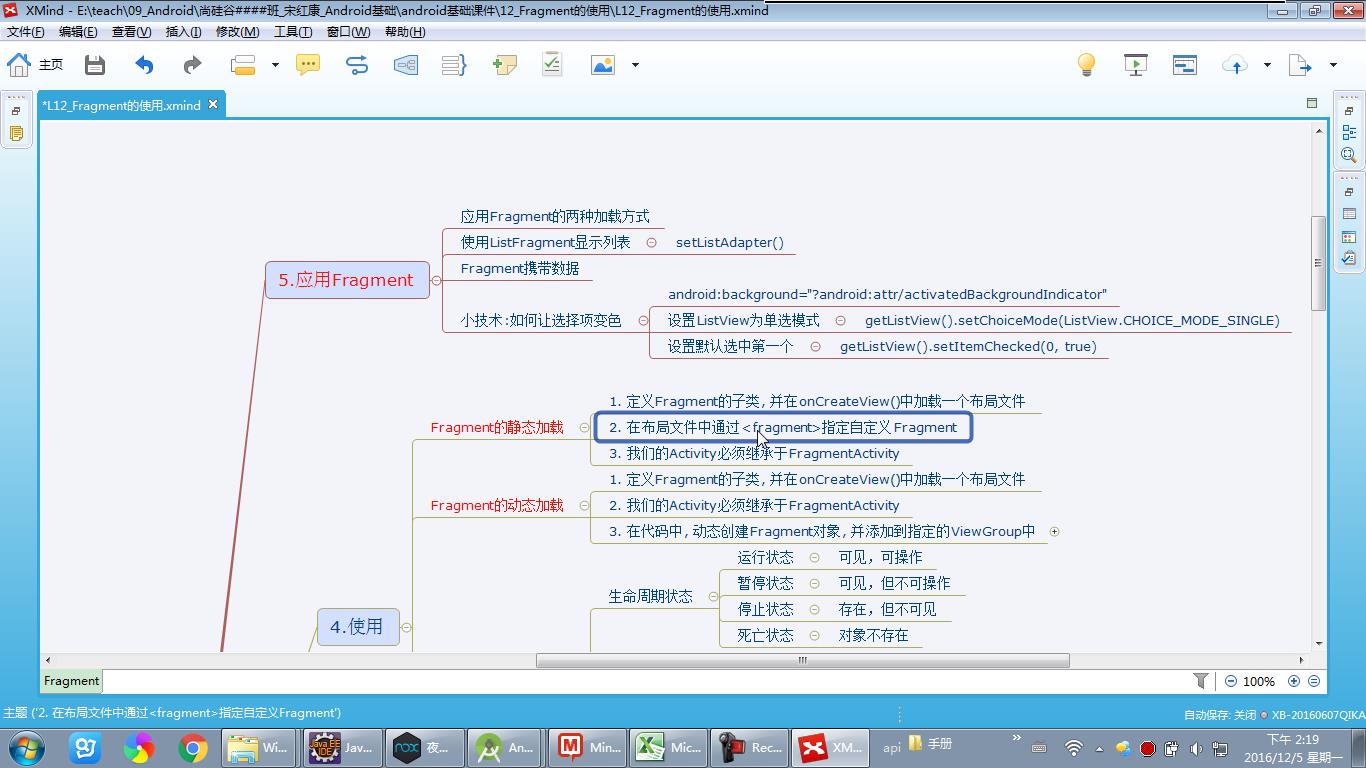 XMind - E:\teach\09_Android\尚硅谷####班_宋红康_Android基础\android基础课件\12_Fragment的使用\L12_Fragment的使用.xmind
文件(F) 编辑(E) 查看(V) 插入(I) 修改(M) 工具(T) 窗口(W) 帮助(H)
主页
*L12_Fragment的使用.xmind
应用Fragment的两种加载方式
使用ListFragment显示列表 setListAdapter()
5.应用Fragment
Fragment携带数据
android:background="?android:attr/activatedBackgroundIndicator"
小技术:如何让选择项变色
设置ListView为单选模式 getListView().setChoiceMode(ListView.CHOICE_MODE_SINGLE)
设置默认选中第一个 getListView().setItemChecked(0, true)
1. 定义Fragment的子类,并在onCreateView()中加载一个布局文件
Fragment的静态加载
2. 在布局文件中通过<fragment>指定自定义Fragment
3. 我们的Activity必须继承于FragmentActivity
1. 定义Fragment的子类,并在onCreateView()中加载一个布局文件
Fragment的动态加载
2. 我们的Activity必须继承于FragmentActivity
3. 在代码中,动态创建Fragment对象,并添加到指定的ViewGroup中
4.使用
生命周期状态
运行状态 可见，可操作
暂停状态 可见，但不可操作
停止状态 存在，但不可见
死亡状态 对象不存在
Fragment
100%
主题 ('2. 在布局文件中通过<fragment>指定自定义Fragment')
自动保存: 关闭 XB-20160607QIKA
Wi... Jav... 夜... An... Min... Mic... Rec... XM... api 手册
下午 2:19
2016/12/5 星期一